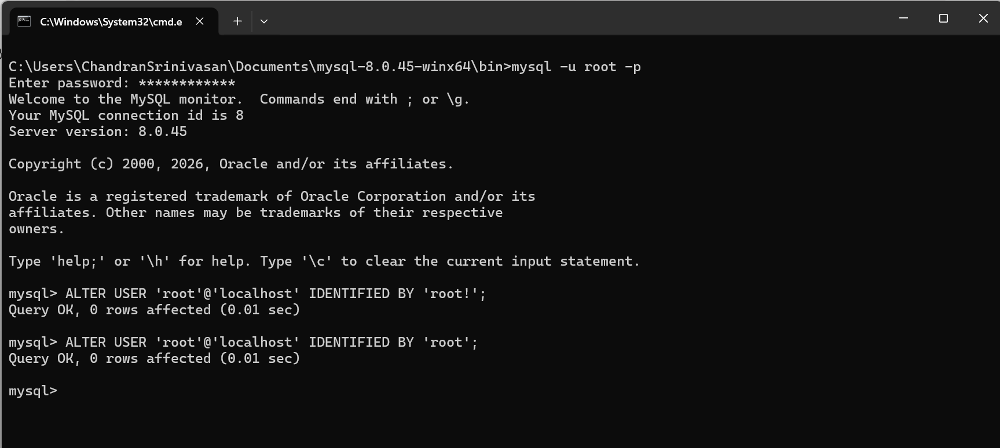 C:\Windows\System32\cmd.e
C:\Users\ChandranSrinivasan\Documents\mysql-8.0.45-winx64\bin>mysql -u root -p
Enter password: ************
Welcome to the MySQL monitor.  Commands end with ; or \g.
Your MySQL connection id is 8
Server version: 8.0.45
Copyright (c) 2000, 2026, Oracle and/or its affiliates.
Oracle is a registered trademark of Oracle Corporation and/or its
affiliates. Other names may be trademarks of their respective
owners.
Type 'help;' or '\h' for help. Type '\c' to clear the current input statement.
mysql> ALTER USER 'root'@'localhost' IDENTIFIED BY 'root!';
Query OK, 0 rows affected (0.01 sec)
mysql> ALTER USER 'root'@'localhost' IDENTIFIED BY 'root';
Query OK, 0 rows affected (0.01 sec)
mysql>